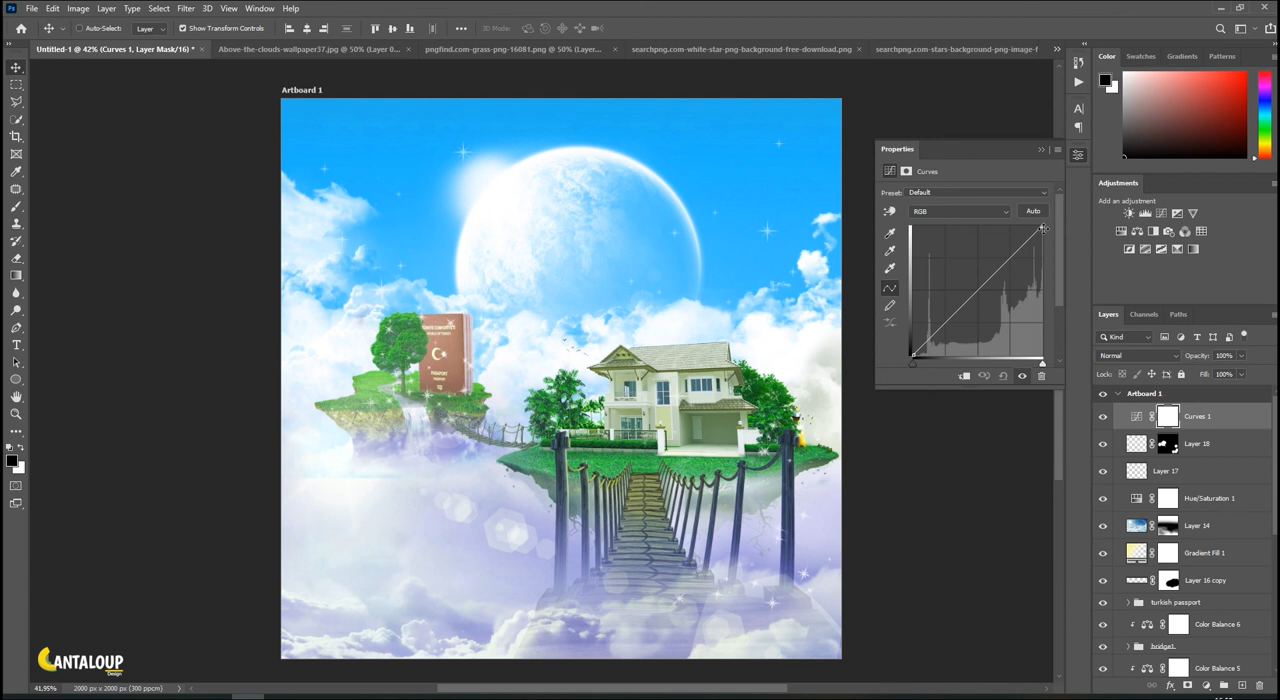 Ps File Edit Image Layer Type Select Filter 3D View Window Help
Auto-Select: Layer Show Transform Controls ••• 3D Mode:
Untitled-1 @ 42% (Curves 1, Layer Mask/16) * × Above-the-clouds-wallpaper37.jpg @ 50% (Layer 0... × pngfind.com-grass-png-16081.png @ 50% (Layer... × searchpng.com-white-star-png-background-free-download.png × searchpng.com-stars-background-png-image-f
Artboard 1
PASAPORT
Properties
Curves
Preset: Default
RGB Auto
Color Swatches Gradients Patterns
Adjustments
Add an adjustment
Layers Channels Paths
Kind
Normal Opacity: 100%
Lock: Fill: 100%
Artboard 1
Curves 1
Layer 18
Layer 17
Hue/Saturation 1
Layer 14
Gradient Fill 1
Layer 16 copy
turkish passport
Color Balance 6
bridge1.
Color Balance 5
CANTALOUP
Design
41,95% 2000 px x 2000 px (300 ppcm)